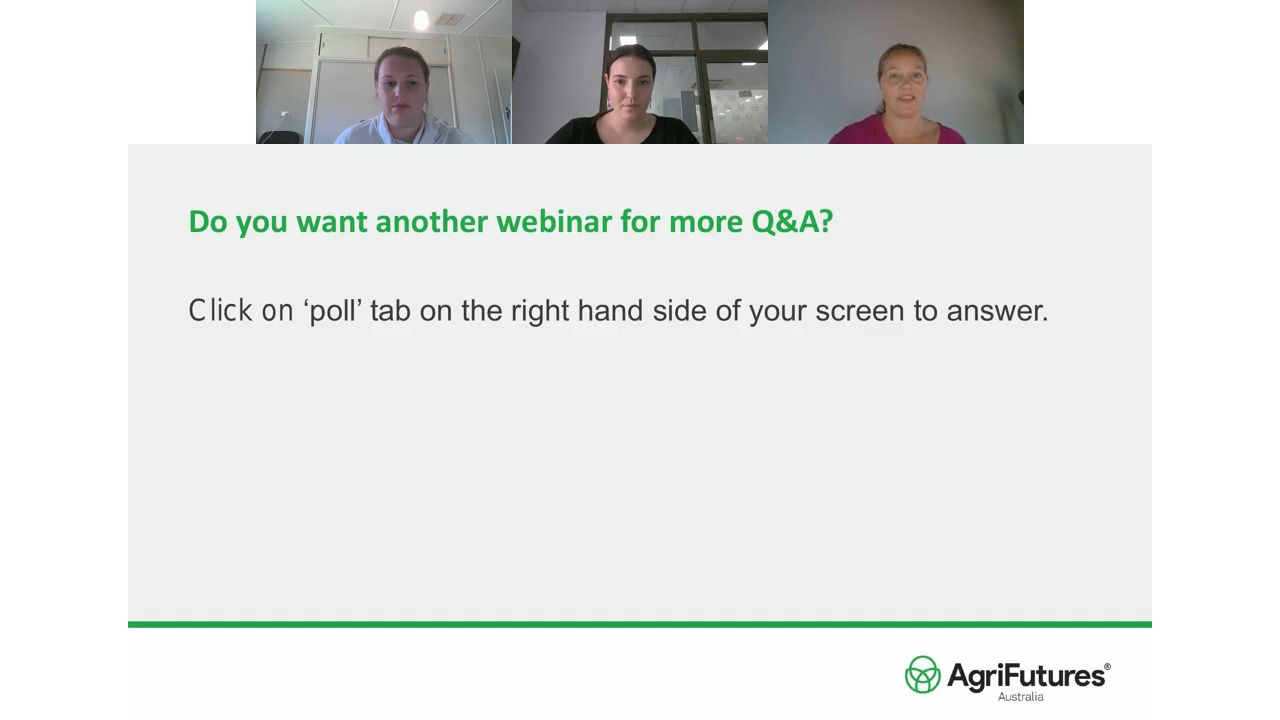 Do you want another webinar for more Q&A?
Click on ‘poll’ tab on the right hand side of your screen to answer.
AgriFutures®
Australia